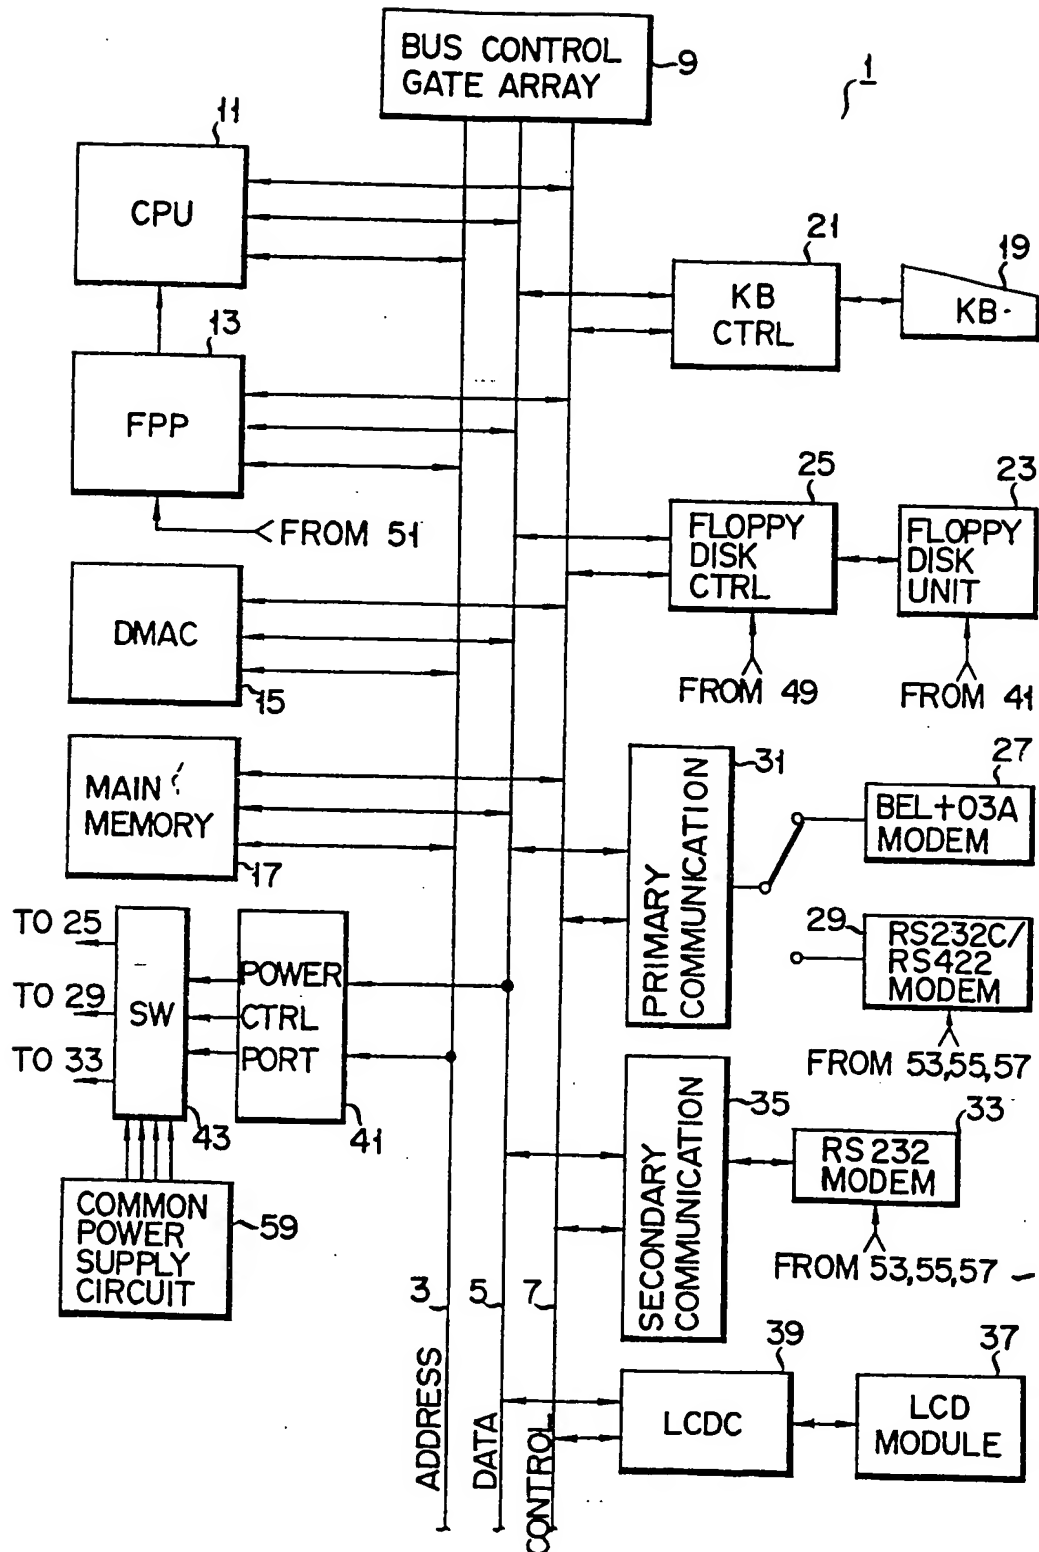 BUS CONTROL
GATE ARRAY
9
1
11
CPU
21
KB
CTRL
19
KB
13
FPP
FROM 51
25
FLOPPY
DISK
CTRL
23
FLOPPY
DISK
UNIT
FROM 49
FROM 41
DMAC
15
MAIN
MEMORY
17
31
PRIMARY
COMMUNICATION
27
BEL+03A
MODEM
29
RS232C/
RS422
MODEM
FROM 53,55,57
TO 25
TO 29
TO 33
SW
43
POWER
CTRL
PORT
41
COMMON
POWER
SUPPLY
CIRCUIT
59
35
SECONDARY
COMMUNICATION
33
RS232
MODEM
FROM 53,55,57
3
5
7
ADDRESS
DATA
CONTROL
39
LCDC
37
LCD
MODULE